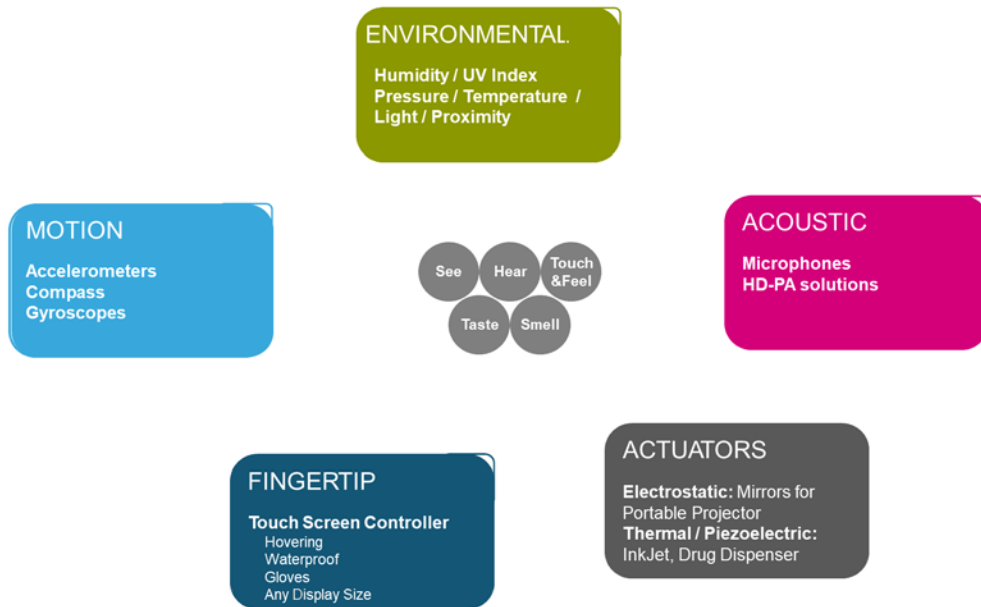 ENVIRONMENTAL.
Humidity / UV Index
Pressure / Temperature /
Light / Proximity
MOTION
Accelerometers
Compass
Gyroscopes
See
Hear
Touch
&Feel
Taste
Smell
ACOUSTIC
Microphones
HD-PA solutions
FINGERTIP
Touch Screen Controller
Hovering
Waterproof
Gloves
Any Display Size
ACTUATORS
Electrostatic: Mirrors for
Portable Projector
Thermal / Piezoelectric:
InkJet, Drug Dispenser